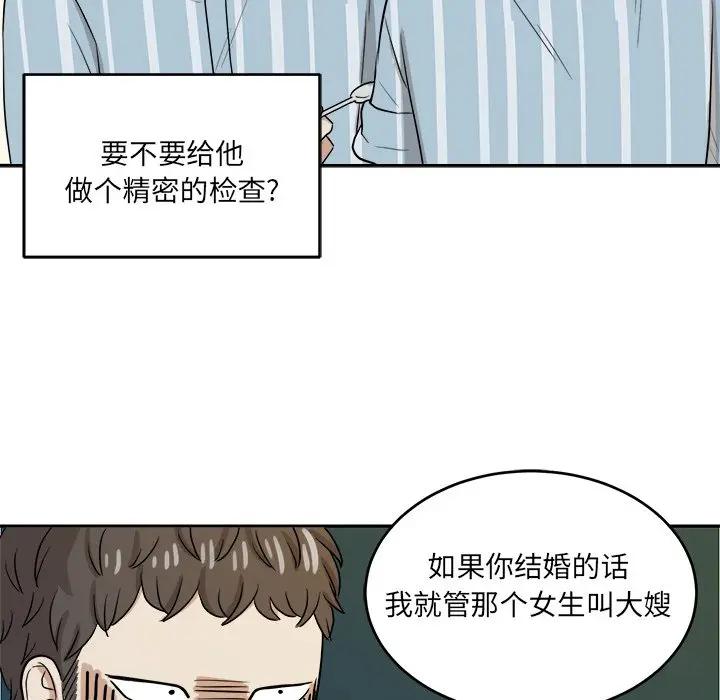 要不要给他
做个精密的检查?
如果你结婚的话
我就管那个女生叫大嫂